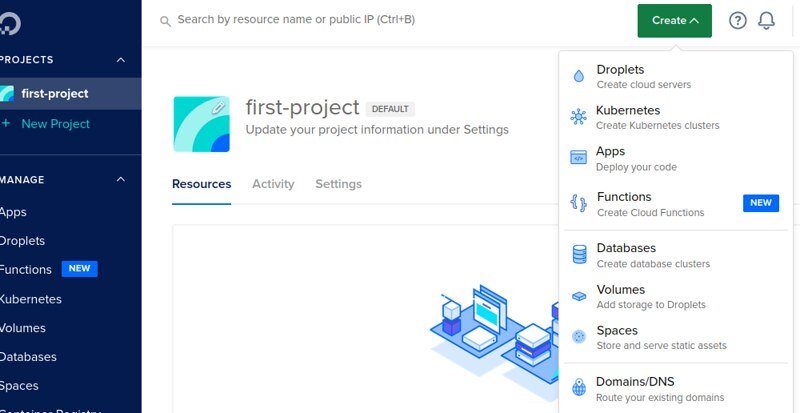 Search by resource name or public IP (Ctrl+B)
Create
PROJECTS
first-project
+ New Project
MANAGE
Apps
Droplets
Functions NEW
Kubernetes
Volumes
Databases
Spaces
Container Registry
first-project DEFAULT
Update your project information under Settings
Resources Activity Settings
Droplets
Create cloud servers
Kubernetes
Create Kubernetes clusters
Apps
Deploy your code
Functions NEW
Create Cloud Functions
Databases
Create database clusters
Volumes
Add storage to Droplets
Spaces
Store and serve static assets
Domains/DNS
Route your existing domains